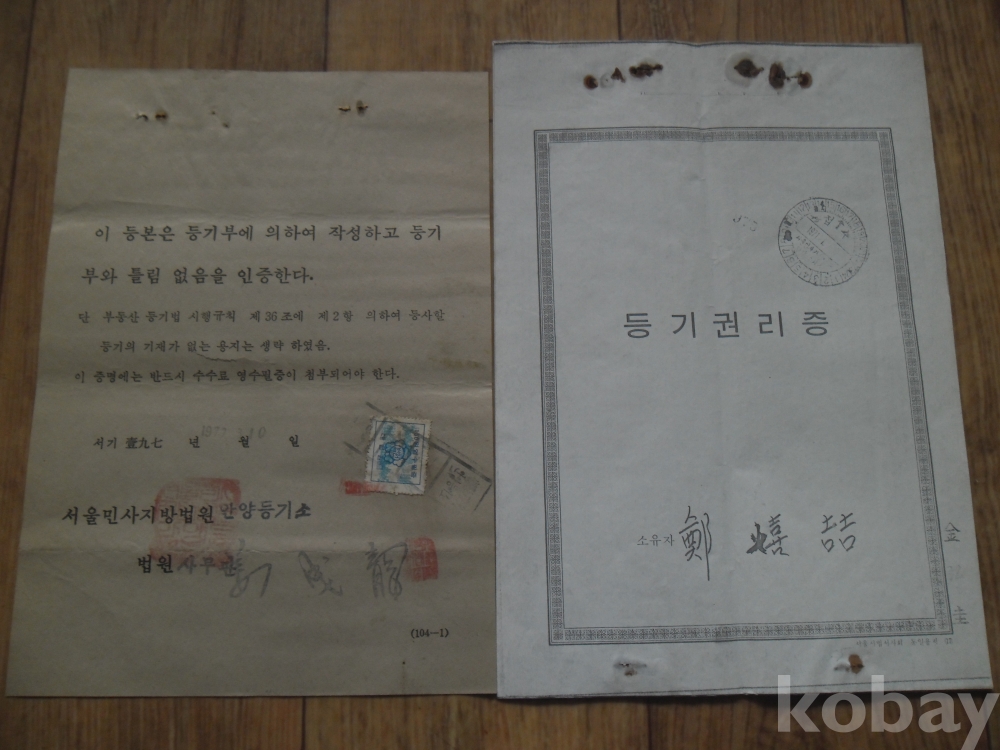 이 등본은 등기부에 의하여 작성하고 등기
부와 틀림 없음을 인증한다.
단 부동산 등기법 시행규칙 제36조에 제2항 의하여 등사할
등기의 기재가 없는 용지는 생략 하였음.
이 증명에는 반드시 수수료 영수필증이 첨부되어야 한다.
서기 壹九七 년 월 일
서울민사지방법원 안양등기소
법원 사무관
(104—1)
등기권리증
소유자 鄭 嬉 喆
kobay